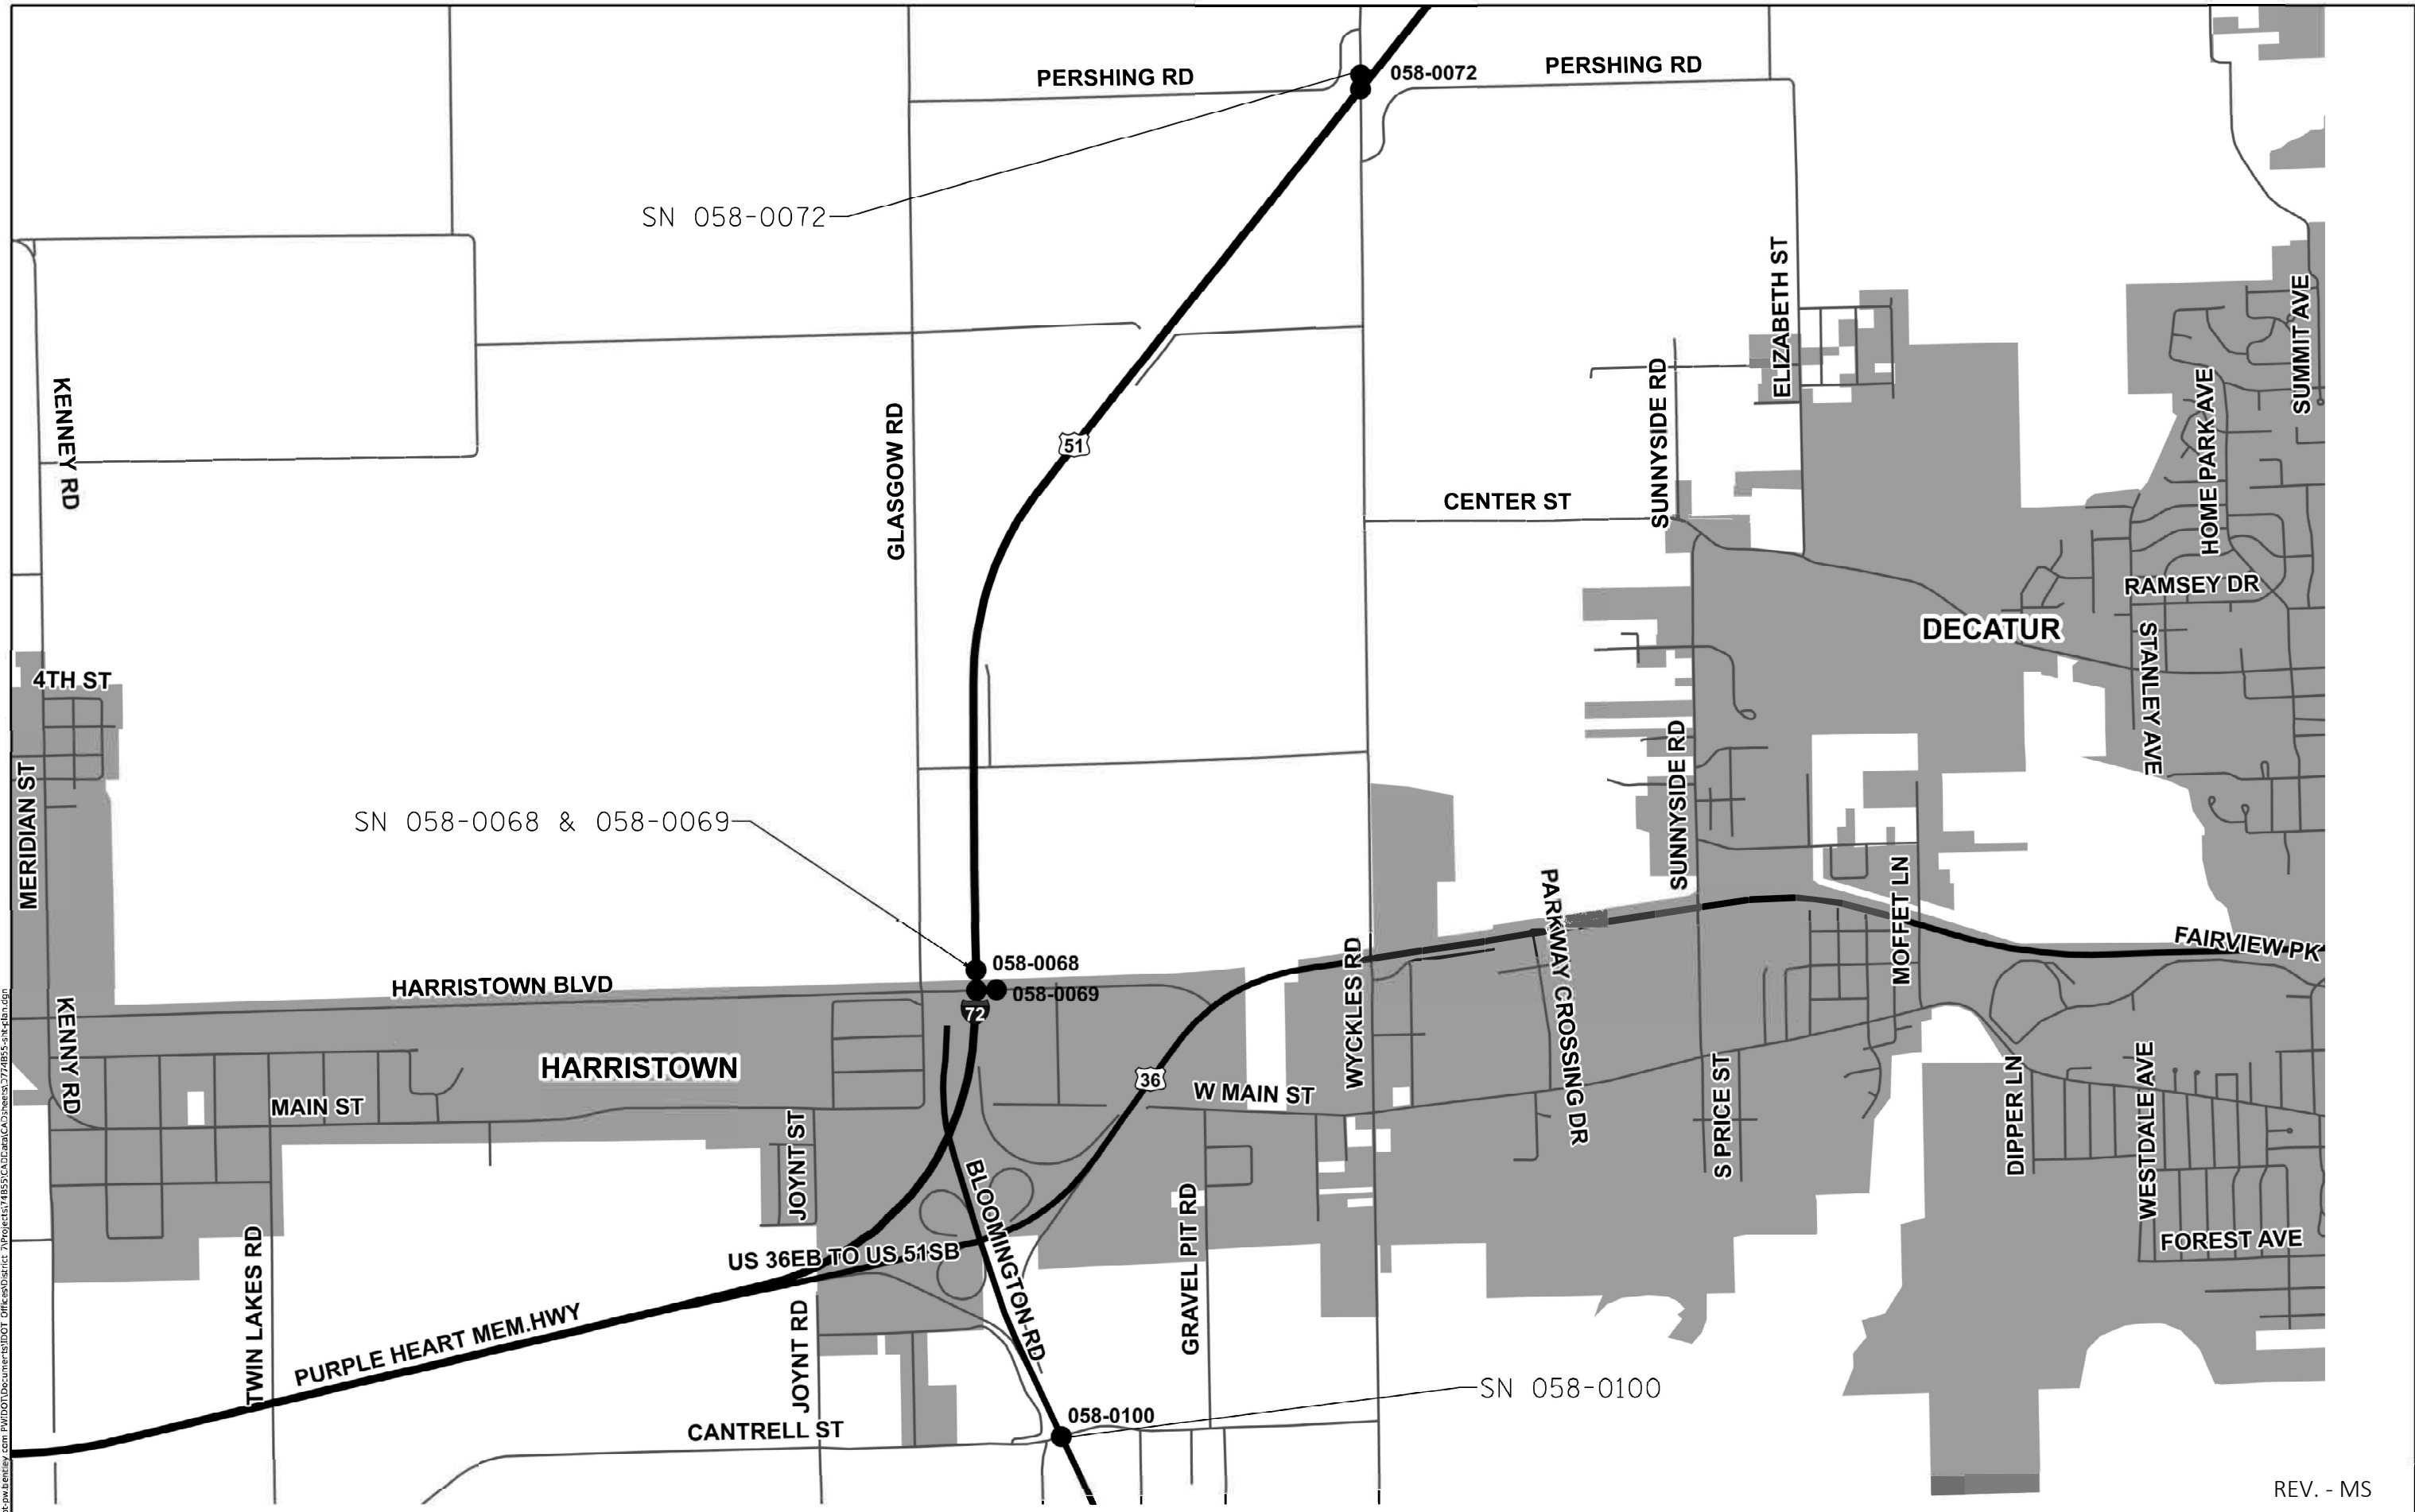 PERSHING RD
058-0072
PERSHING RD
SN 058-0072
ELIZABETH ST
SUMMIT AVE
KENNEY RD
GLASGOW RD
51
SUNNYSIDE RD
HOME PARK AVE
CENTER ST
RAMSEY DR
DECATUR
STANLEY AVE
4TH ST
MERIDIAN ST
SUNNYSIDE RD
SN 058-0068 & 058-0069
PARKWAY CROSSING DR
MOFFET LN
FAIRVIEW PK
WYCKLES RD
058-0068
HARRISTOWN BLVD
058-0069
72
KENNY RD
HARRISTOWN
36
W MAIN ST
MAIN ST
JOYNT ST
S PRICE ST
DIPPER LN
WESTDALE AVE
BLOOMINGTON RD
GRAVEL PIT RD
TWIN LAKES RD
US 36EB TO US 51SB
FOREST AVE
PURPLE HEART MEM.HWY
JOYNT RD
SN 058-0100
058-0100
CANTRELL ST
REV. - MS